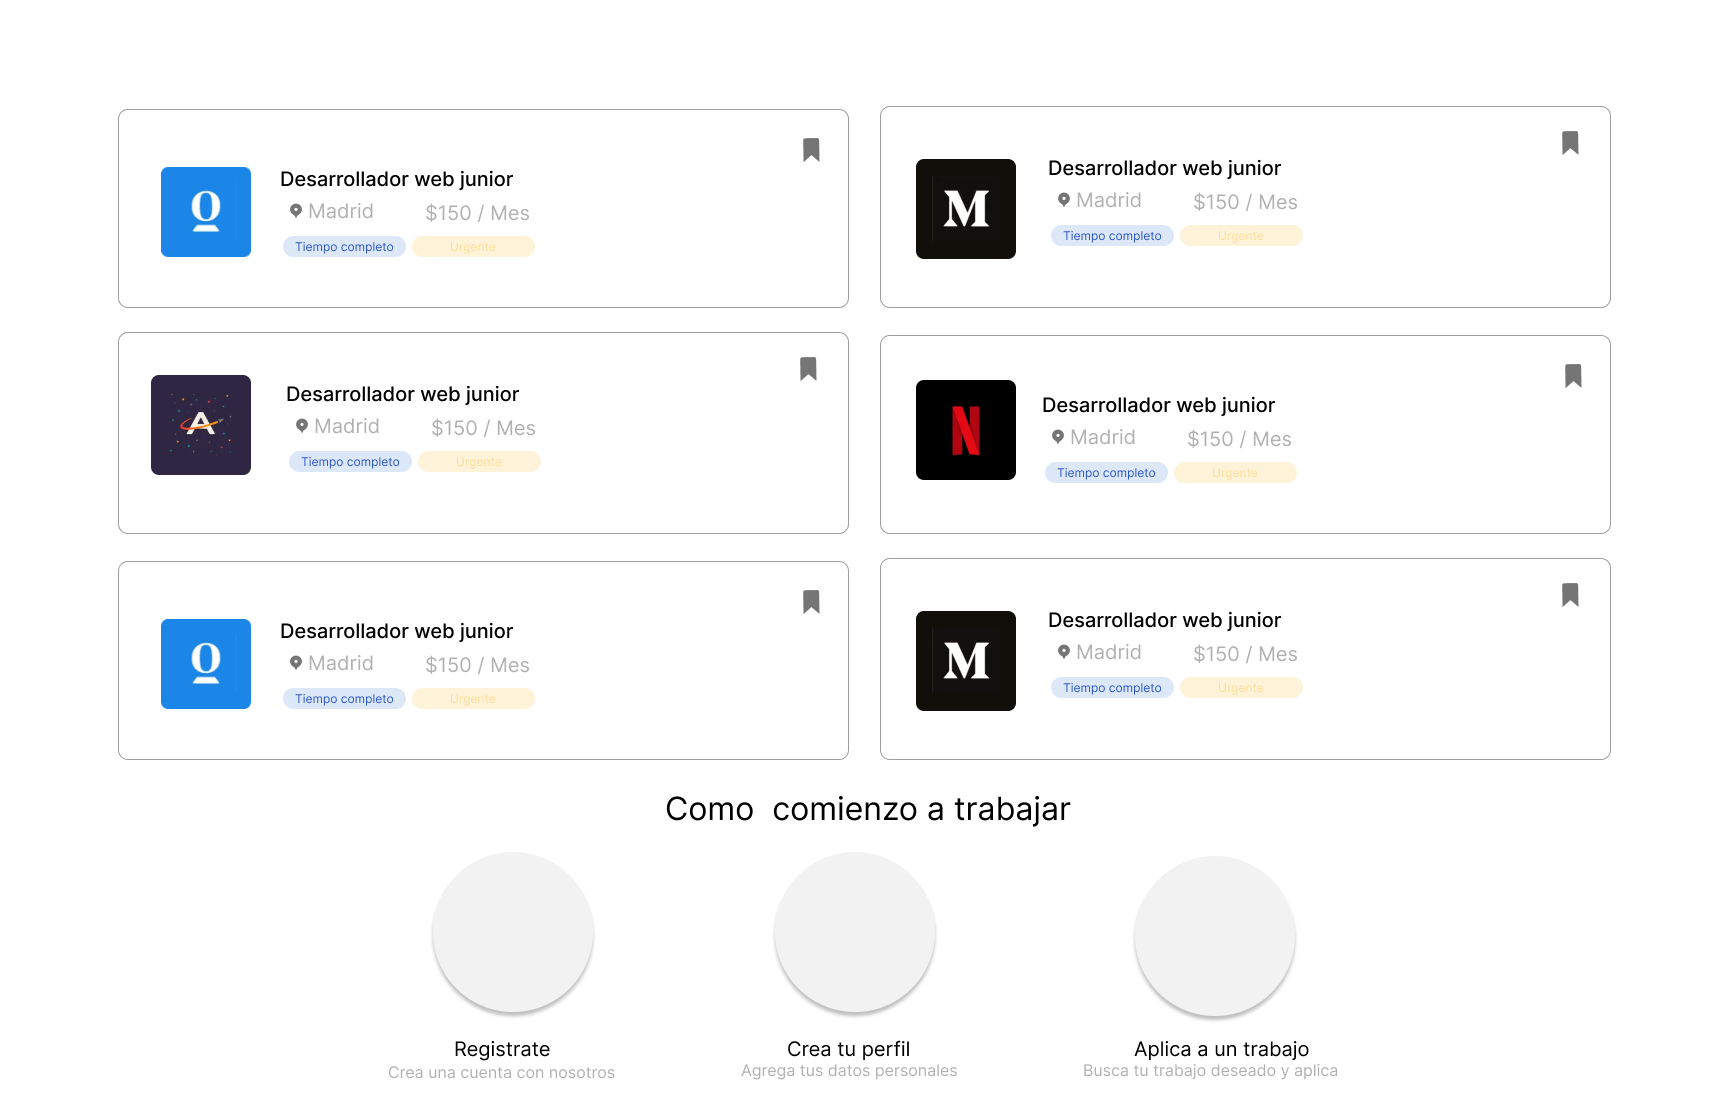 Desarrollador web junior
Madrid $150 / Mes
Tiempo completo Urgente
Desarrollador web junior
Madrid $150 / Mes
Tiempo completo Urgente
A
Desarrollador web junior
Madrid $150 / Mes
Tiempo completo Urgente
N
Desarrollador web junior
Madrid $150 / Mes
Tiempo completo Urgente
Desarrollador web junior
Madrid $150 / Mes
Tiempo completo Urgente
M
Desarrollador web junior
Madrid $150 / Mes
Tiempo completo Urgente
M
Como  comienzo a trabajar
Registrate
Crea una cuenta con nosotros
Crea tu perfil
Agrega tus datos personales
Aplica a un trabajo
Busca tu trabajo deseado y aplica